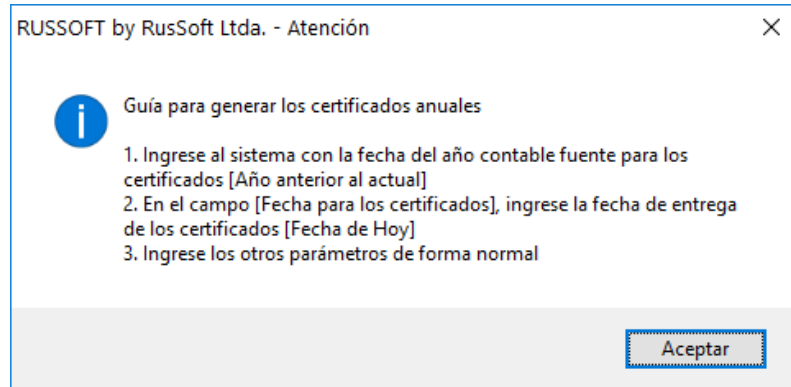 RUSSOFT by RusSoft Ltda. - Atención
Guía para generar los certificados anuales
1. Ingrese al sistema con la fecha del año contable fuente para los
certificados [Año anterior al actual]
2. En el campo [Fecha para los certificados], ingrese la fecha de entrega
de los certificados [Fecha de Hoy]
3. Ingrese los otros parámetros de forma normal
Aceptar